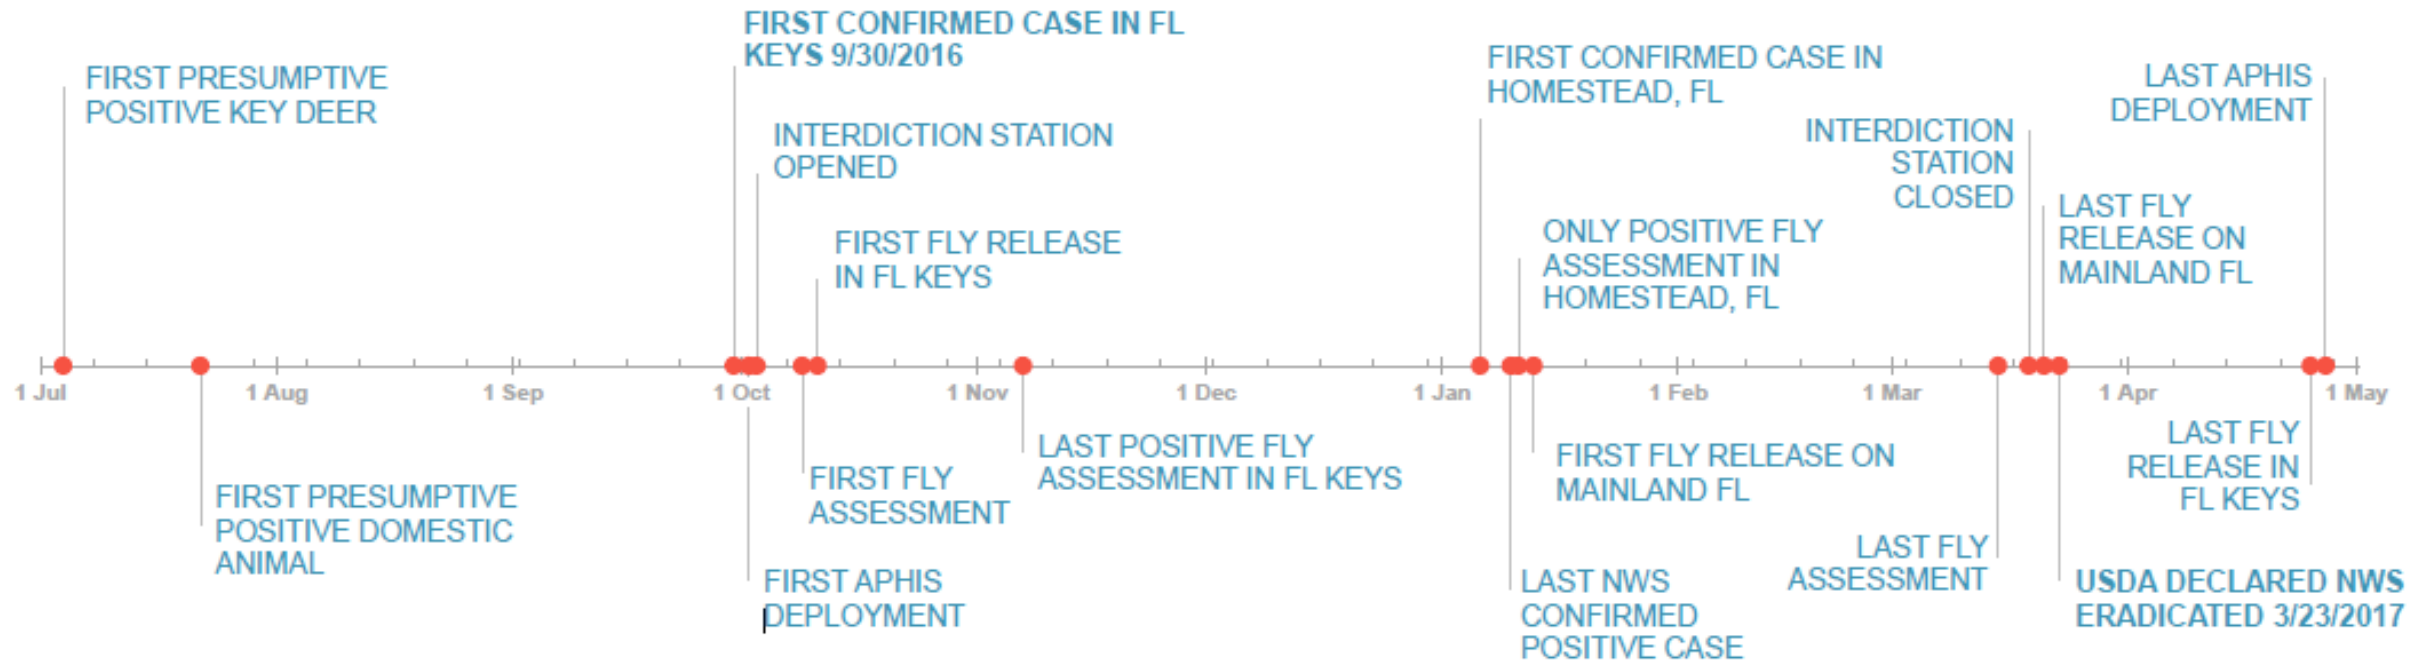 FIRST PRESUMPTIVE
POSITIVE KEY DEER
FIRST CONFIRMED CASE IN FL
KEYS 9/30/2016
INTERDICTION STATION
OPENED
FIRST FLY RELEASE
IN FL KEYS
FIRST CONFIRMED CASE IN
HOMESTEAD, FL
ONLY POSITIVE FLY
ASSESSMENT IN
HOMESTEAD, FL
INTERDICTION
STATION
CLOSED
LAST FLY
RELEASE ON
MAINLAND FL
LAST APHIS
DEPLOYMENT
1 Jul
1 Aug
1 Sep
1 Oct
1 Nov
1 Dec
1 Jan
1 Feb
1 Mar
1 Apr
1 May
FIRST PRESUMPTIVE
POSITIVE DOMESTIC
ANIMAL
FIRST APHIS
DEPLOYMENT
FIRST FLY
ASSESSMENT
LAST POSITIVE FLY
ASSESSMENT IN FL KEYS
LAST NWS
CONFIRMED
POSITIVE CASE
FIRST FLY RELEASE ON
MAINLAND FL
LAST FLY
ASSESSMENT
USDA DECLARED NWS
ERADICATED 3/23/2017
LAST FLY
RELEASE IN
FL KEYS